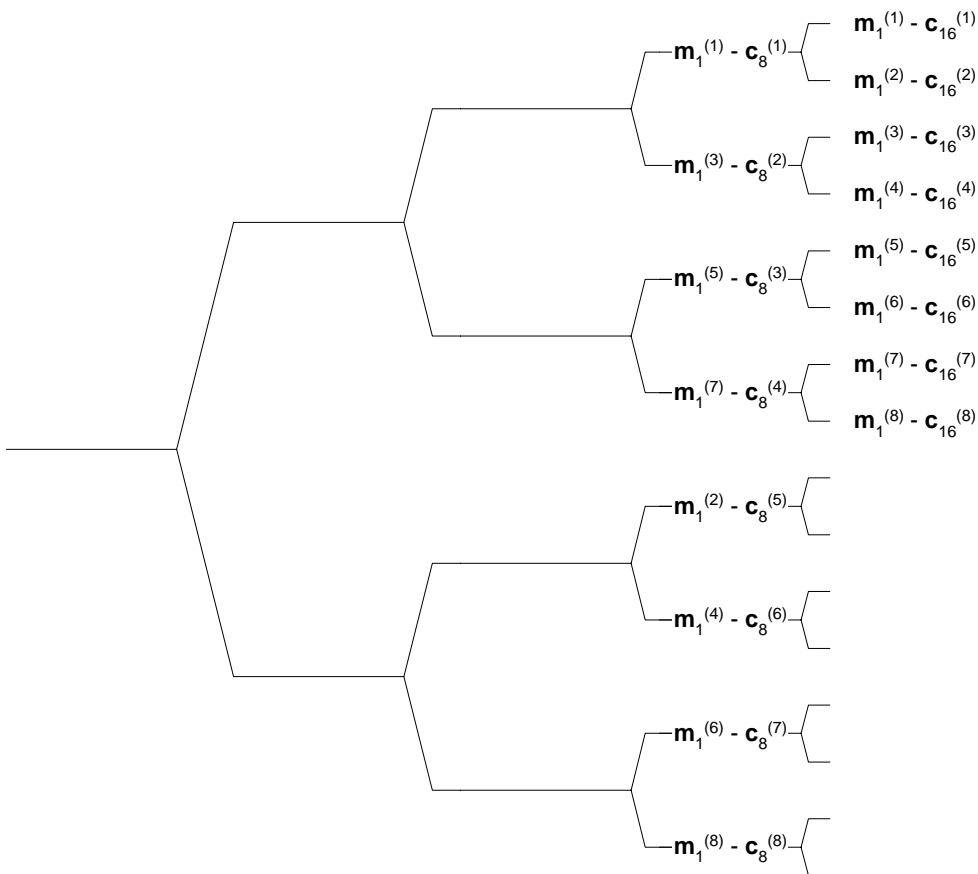 m₁⁽¹⁾ - c₁₆⁽¹⁾
m₁⁽¹⁾ - c₈⁽¹⁾
m₁⁽²⁾ - c₁₆⁽²⁾
m₁⁽³⁾ - c₁₆⁽³⁾
m₁⁽³⁾ - c₈⁽²⁾
m₁⁽⁴⁾ - c₁₆⁽⁴⁾
m₁⁽⁵⁾ - c₁₆⁽⁵⁾
m₁⁽⁵⁾ - c₈⁽³⁾
m₁⁽⁶⁾ - c₁₆⁽⁶⁾
m₁⁽⁷⁾ - c₁₆⁽⁷⁾
m₁⁽⁷⁾ - c₈⁽⁴⁾
m₁⁽⁸⁾ - c₁₆⁽⁸⁾
m₁⁽²⁾ - c₈⁽⁵⁾
m₁⁽⁴⁾ - c₈⁽⁶⁾
m₁⁽⁶⁾ - c₈⁽⁷⁾
m₁⁽⁸⁾ - c₈⁽⁸⁾